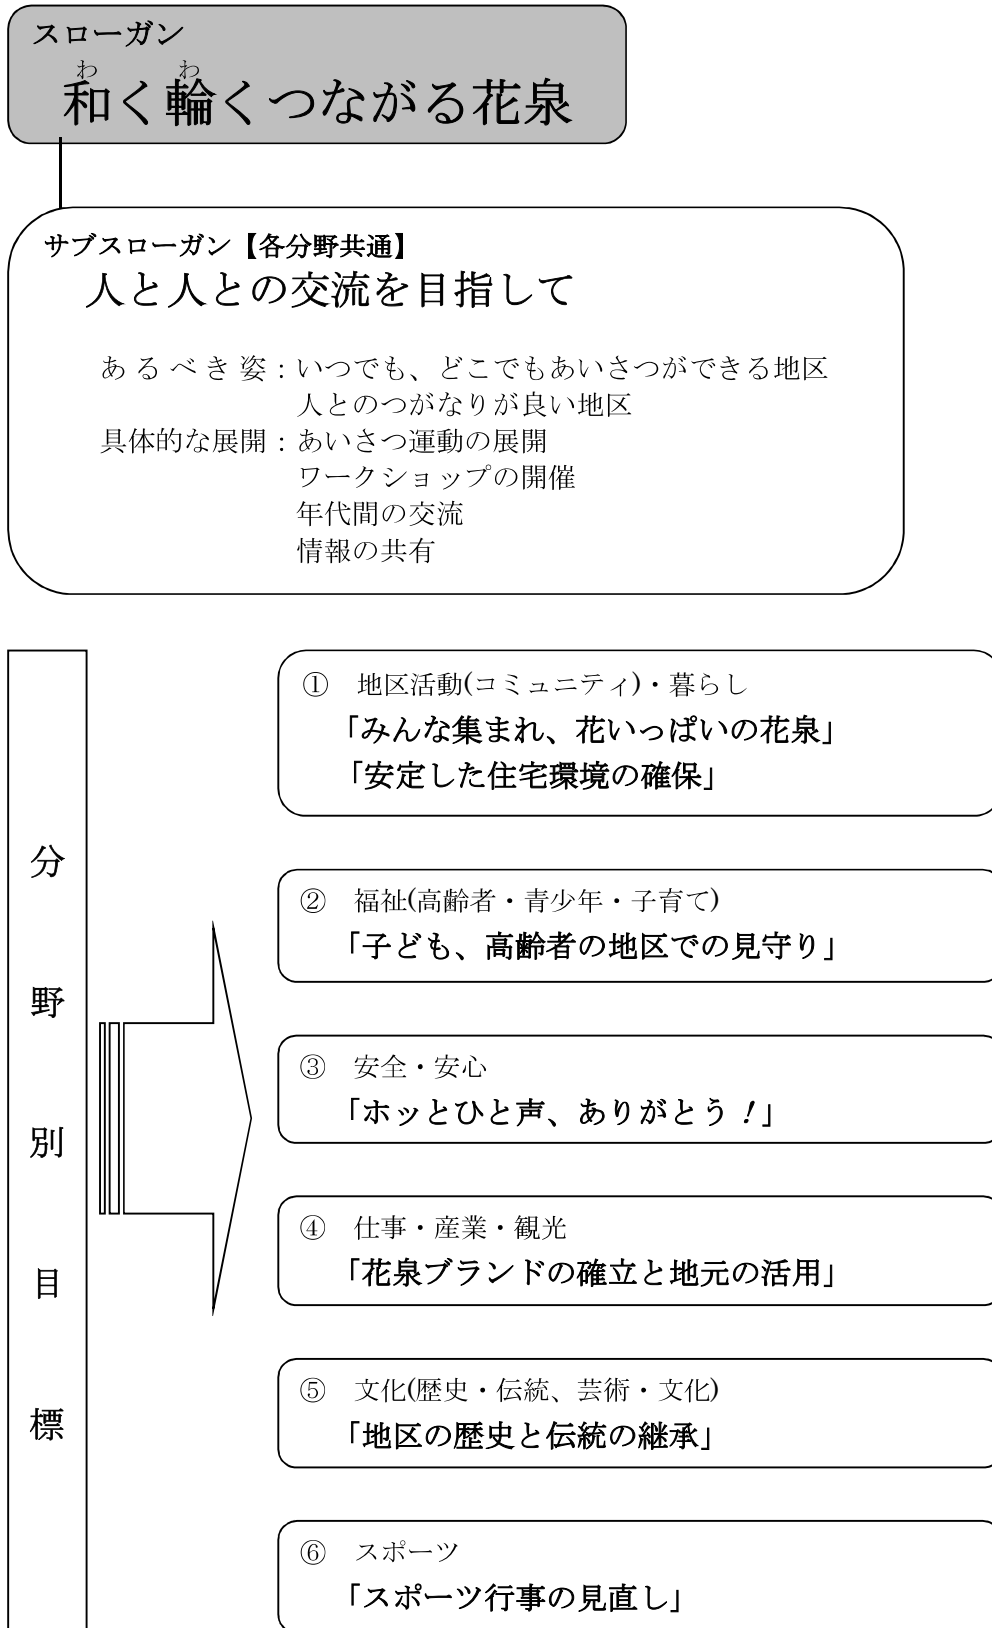 スローガン
和く輪くつながる花泉
わ わ
サブスローガン【各分野共通】
人と人との交流を目指して
あるべき姿：いつでも、どこでもあいさつができる地区
人とのつがなりが良い地区
具体的な展開：あいさつ運動の展開
ワークショップの開催
年代間の交流
情報の共有
分野別目標
① 地区活動(コミュニティ)・暮らし
「みんな集まれ、花いっぱいの花泉」
「安定した住宅環境の確保」
② 福祉(高齢者・青少年・子育て)
「子ども、高齢者の地区での見守り」
③ 安全・安心
「ホッとひと声、ありがとう！」
④ 仕事・産業・観光
「花泉ブランドの確立と地元の活用」
⑤ 文化(歴史・伝統、芸術・文化)
「地区の歴史と伝統の継承」
⑥ スポーツ
「スポーツ行事の見直し」